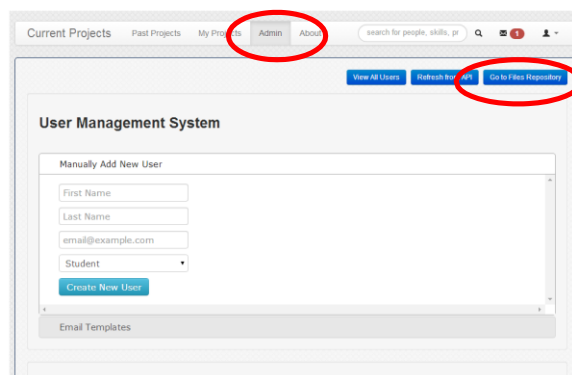 Current Projects Past Projects My Projects Admin About search for people, skills, pr 1
View All Users Refresh from API Go to Files Repository
User Management System
Manually Add New User
First Name
Last Name
email@example.com
Student
Create New User
Email Templates